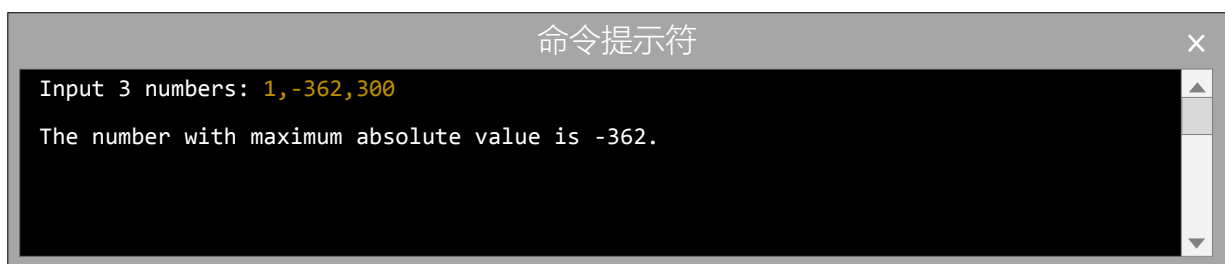 命令提示符
Input 3 numbers: 1,-362,300
The number with maximum absolute value is -362.